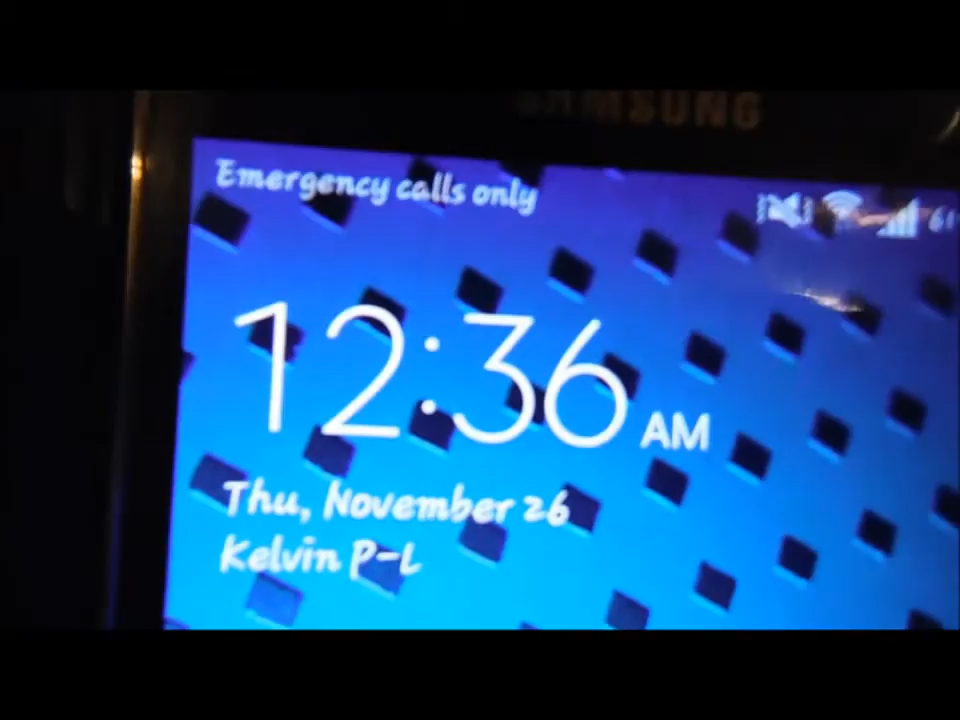 SAMSUNG
Emergency calls only
12:36 AM
Thu, November 26
Kelvin P-L